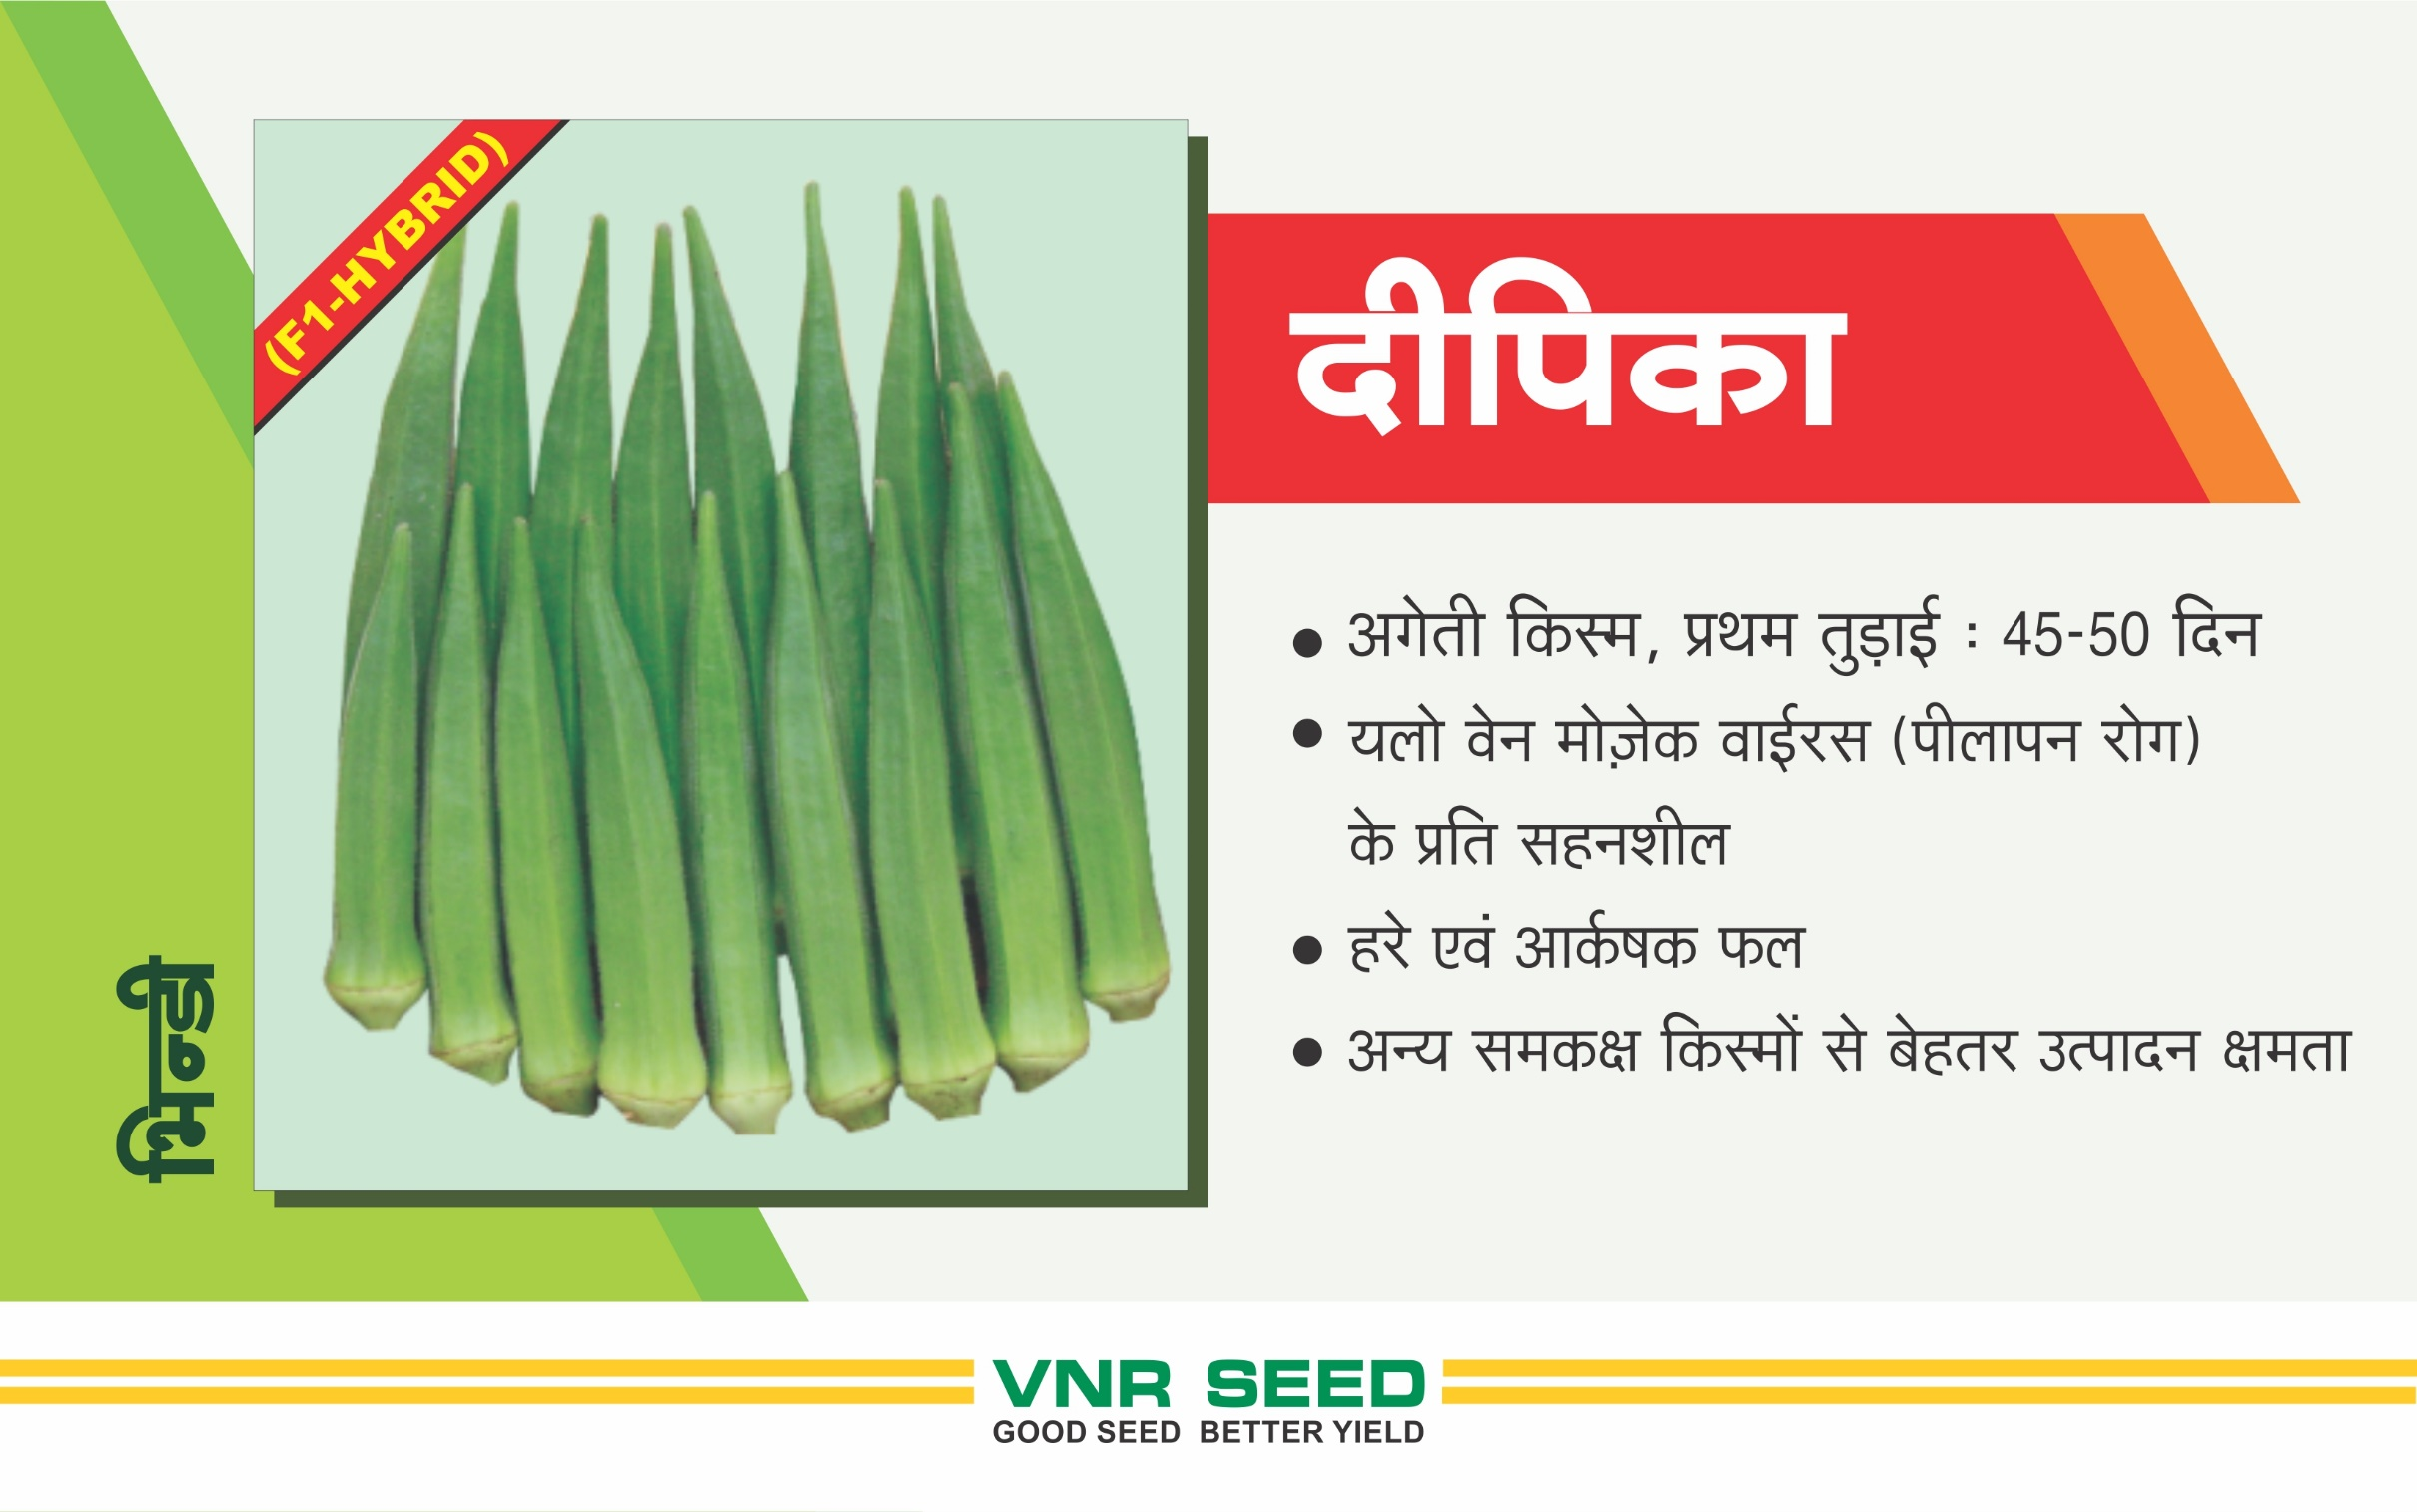 (F1-HYBRID))
भिण्डी
दीपिका
● अगेती किस्म, प्रथम तुड़ाई : 45-50 दिन
● यलो वेन मोज़ेक वाईरस (पीलापन रोग)
के प्रति सहनशील
● हरे एवं आर्कषक फल
● अन्य समकक्ष किस्मों से बेहतर उत्पादन क्षमता
VNR SEED
GOOD SEED BETTER YIELD